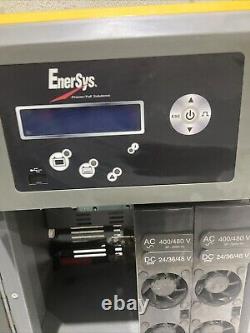 EnerSys.
Power/Full Solutions
ESC
AC 400/480 V
DC 24/36/48 V
AC 400/480 V
DC 24/36/48 V
ebay